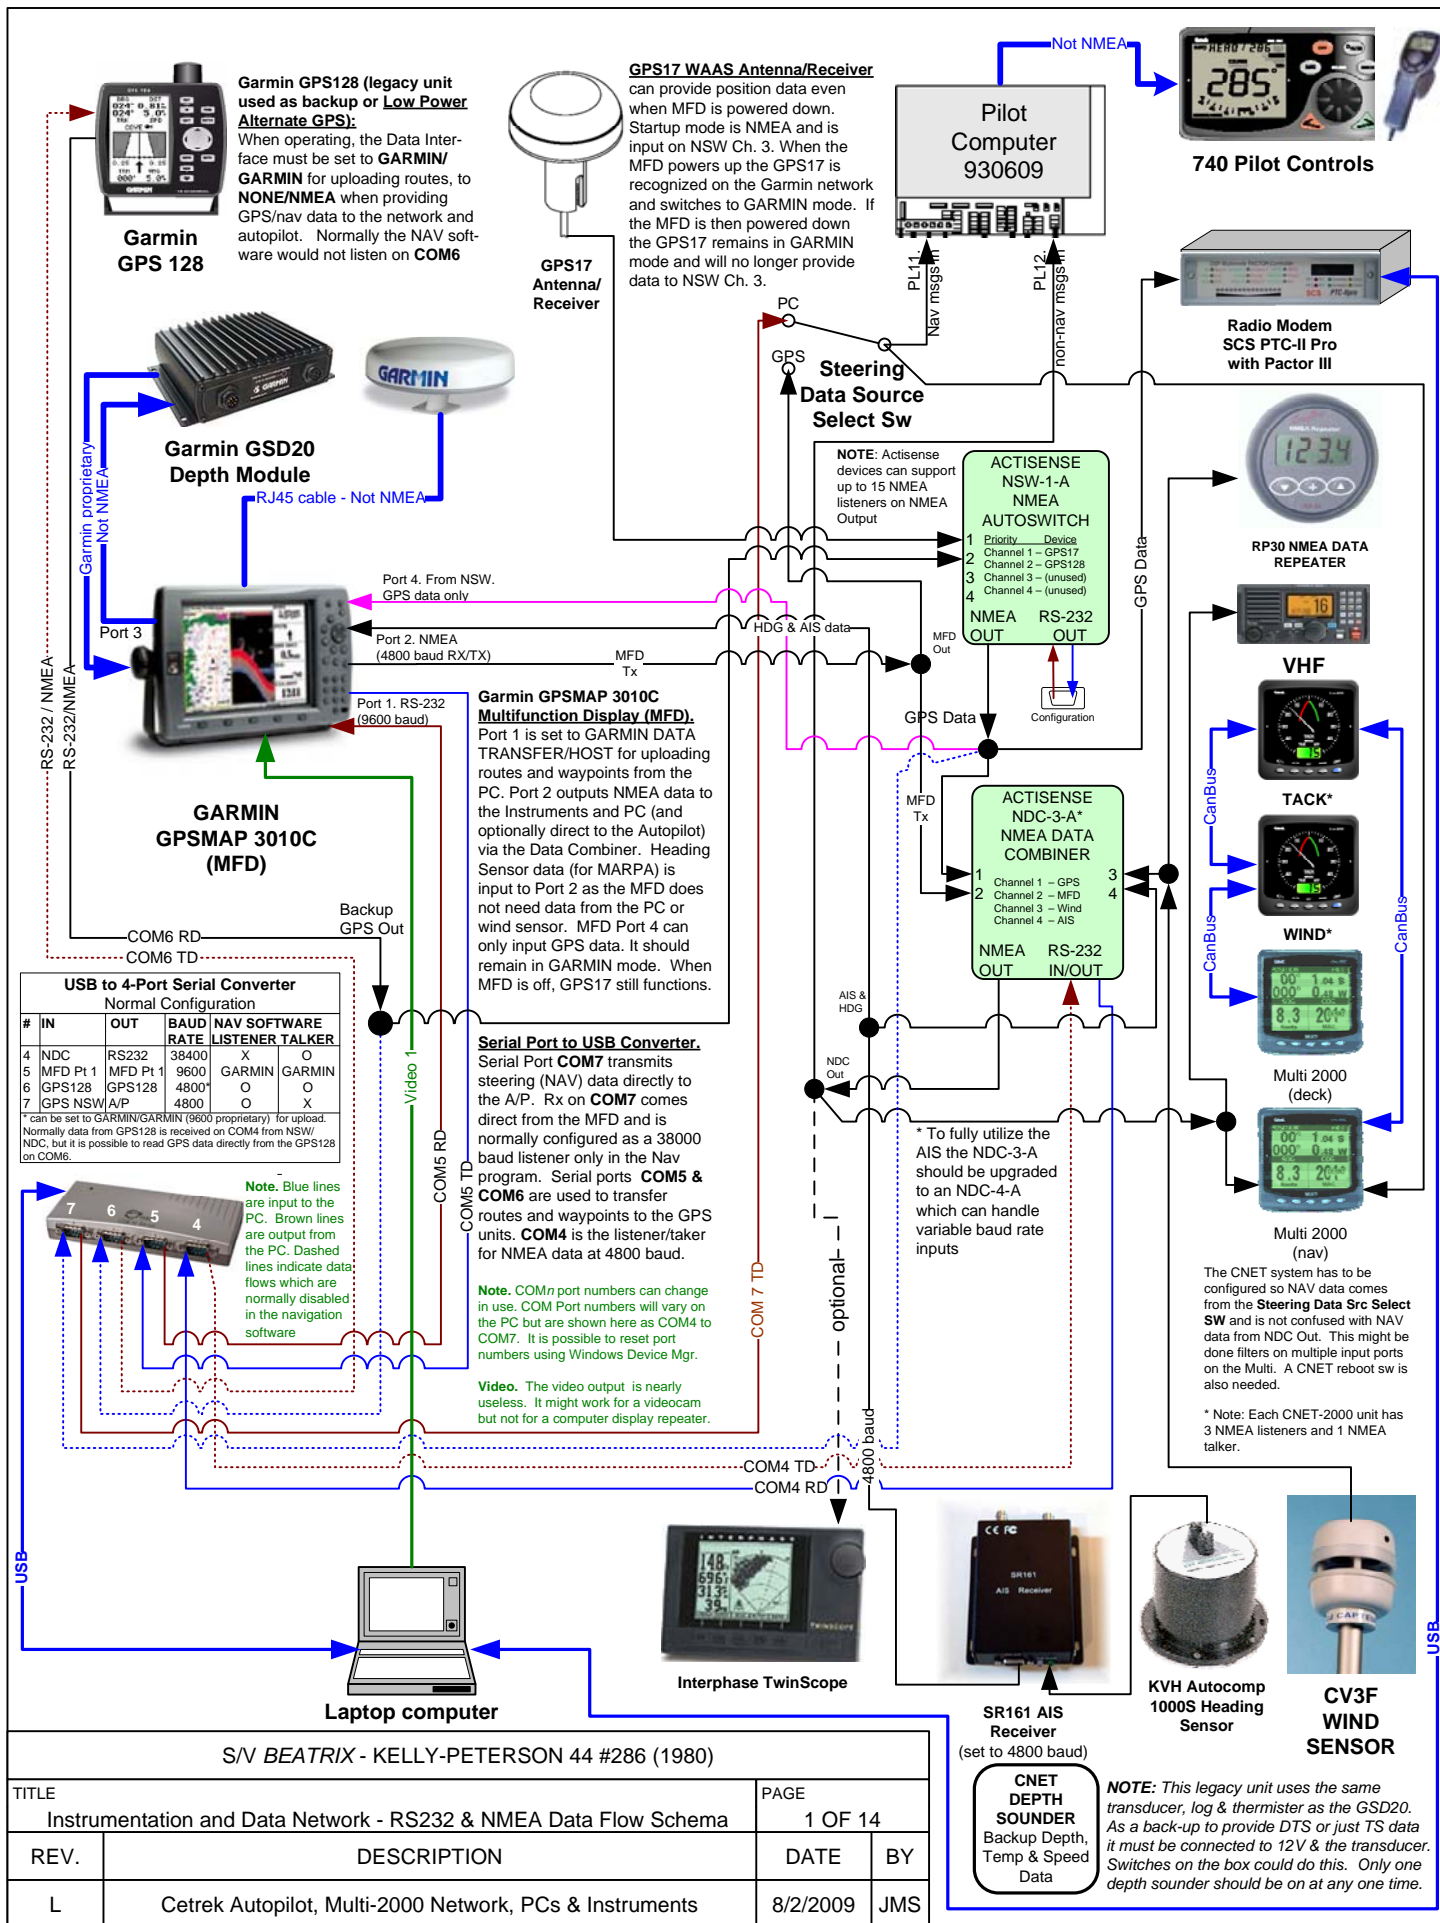 Garmin GPS128 (legacy unit
used as backup or Low Power
Alternate GPS):
When operating, the Data Inter-
face must be set to GARMIN/
GARMIN for uploading routes, to
NONE/NMEA when providing
GPS/nav data to the network and
autopilot. Normally the NAV soft-
ware would not listen on COM6
Garmin
GPS 128
GPS17
Antenna/
Receiver
GPS17 WAAS Antenna/Receiver
can provide position data even
when MFD is powered down.
Startup mode is NMEA and is
input on NSW Ch. 3. When the
MFD powers up the GPS17 is
recognized on the Garmin network
and switches to GARMIN mode. If
the MFD is then powered down
the GPS17 remains in GARMIN
mode and will no longer provide
data to NSW Ch. 3.
Not NMEA
Pilot
Computer
930609
285°
740 Pilot Controls
PL11.
Nav msgs in
PL12.
non-nav msgs in
PC
GPS
Steering
Data Source
Select Sw
Radio Modem
SCS PTC-II Pro
with Pactor III
GARMIN
GARMIN
Garmin GSD20
Depth Module
RJ45 cable - Not NMEA
Garmin proprietary
Not NMEA
NOTE: Actisense
devices can support
up to 15 NMEA
listeners on NMEA
Output
ACTISENSE
NSW-1-A
NMEA
AUTOSWITCH
1 Priority Device
2 Channel 1 – GPS17
Channel 2 – GPS128
3 Channel 3 – (unused)
4 Channel 4 – (unused)
NMEA RS-232
OUT OUT
Configuration
GPS Data
1234
RP30 NMEA DATA
REPEATER
16
VHF
Port 3
Port 4. From NSW.
GPS data only
HDG & AIS data
Port 2. NMEA
(4800 baud RX/TX)
MFD
Tx
MFD
Out
Port 1. RS-232
(9600 baud)
GPS Data
RS-232 / NMEA
RS-232/NMEA
GARMIN
GPSMAP 3010C
(MFD)
Garmin GPSMAP 3010C
Multifunction Display (MFD).
Port 1 is set to GARMIN DATA
TRANSFER/HOST for uploading
routes and waypoints from the
PC. Port 2 outputs NMEA data to
the Instruments and PC (and
optionally direct to the Autopilot)
via the Data Combiner. Heading
Sensor data (for MARPA) is
input to Port 2 as the MFD does
not need data from the PC or
wind sensor. MFD Port 4 can
only input GPS data. It should
remain in GARMIN mode. When
MFD is off, GPS17 still functions.
MFD
Tx
ACTISENSE
NDC-3-A*
NMEA DATA
COMBINER
1 3
2 4
Channel 1 – GPS
Channel 2 – MFD
Channel 3 – Wind
Channel 4 – AIS
NMEA RS-232
OUT IN/OUT
CanBus
TACK*
CanBus
WIND*
CanBus
8.3
Multi 2000
(deck)
8.3
Multi 2000
(nav)
Backup
GPS Out
COM6 RD
COM6 TD
USB to 4-Port Serial Converter
Normal Configuration
# IN OUT BAUD RATE NAV SOFTWARE LISTENER TALKER
4 NDC RS232 38400 X O
5 MFD Pt 1 MFD Pt 1 9600 GARMIN GARMIN
6 GPS128 GPS128 4800* O O
7 GPS NSW A/P 4800 O X
* can be set to GARMIN/GARMIN (9600 proprietary) for upload.
Normally data from GPS128 is received on COM4 from NSW/
NDC, but it is possible to read GPS data directly from the GPS128
on COM6.
Video 1
COM5 RD
COM5 TD
AIS &
HDG
NDC
Out
Serial Port to USB Converter.
Serial Port COM7 transmits
steering (NAV) data directly to
the A/P. Rx on COM7 comes
direct from the MFD and is
normally configured as a 38000
baud listener only in the Nav
program. Serial ports COM5 &
COM6 are used to transfer
routes and waypoints to the GPS
units. COM4 is the listener/taker
for NMEA data at 4800 baud.
Note. COMn port numbers can change
in use. COM Port numbers will vary on
the PC but are shown here as COM4 to
COM7. It is possible to reset port
numbers using Windows Device Mgr.
Video. The video output is nearly
useless. It might work for a videocam
but not for a computer display repeater.
7 6 5 4
Note. Blue lines
are input to the
PC. Brown lines
are output from
the PC. Dashed
lines indicate data
flows which are
normally disabled
in the navigation
software
COM 7 TD
optional
4800 baud
* To fully utilize the
AIS the NDC-3-A
should be upgraded
to an NDC-4-A
which can handle
variable baud rate
inputs
The CNET system has to be
configured so NAV data comes
from the Steering Data Src Select
SW and is not confused with NAV
data from NDC Out. This might be
done filters on multiple input ports
on the Multi. A CNET reboot sw is
also needed.
* Note: Each CNET-2000 unit has
3 NMEA listeners and 1 NMEA
talker.
COM4 TD
COM4 RD
USB
USB
Laptop computer
INTERPHASE
TWINSCOPE
Interphase TwinScope
SR161
AIS Receiver
SR161 AIS
Receiver
(set to 4800 baud)
KVH Autocomp
1000S Heading
Sensor
CV3F
WIND
SENSOR
CNET
DEPTH
SOUNDER
Backup Depth,
Temp & Speed
Data
NOTE: This legacy unit uses the same
transducer, log & thermister as the GSD20.
As a back-up to provide DTS or just TS data
it must be connected to 12V & the transducer.
Switches on the box could do this. Only one
depth sounder should be on at any one time.
S/V BEATRIX - KELLY-PETERSON 44 #286 (1980)
TITLE PAGE
Instrumentation and Data Network - RS232 & NMEA Data Flow Schema 1 OF 14
REV. DESCRIPTION DATE BY
L Cetrek Autopilot, Multi-2000 Network, PCs & Instruments 8/2/2009 JMS